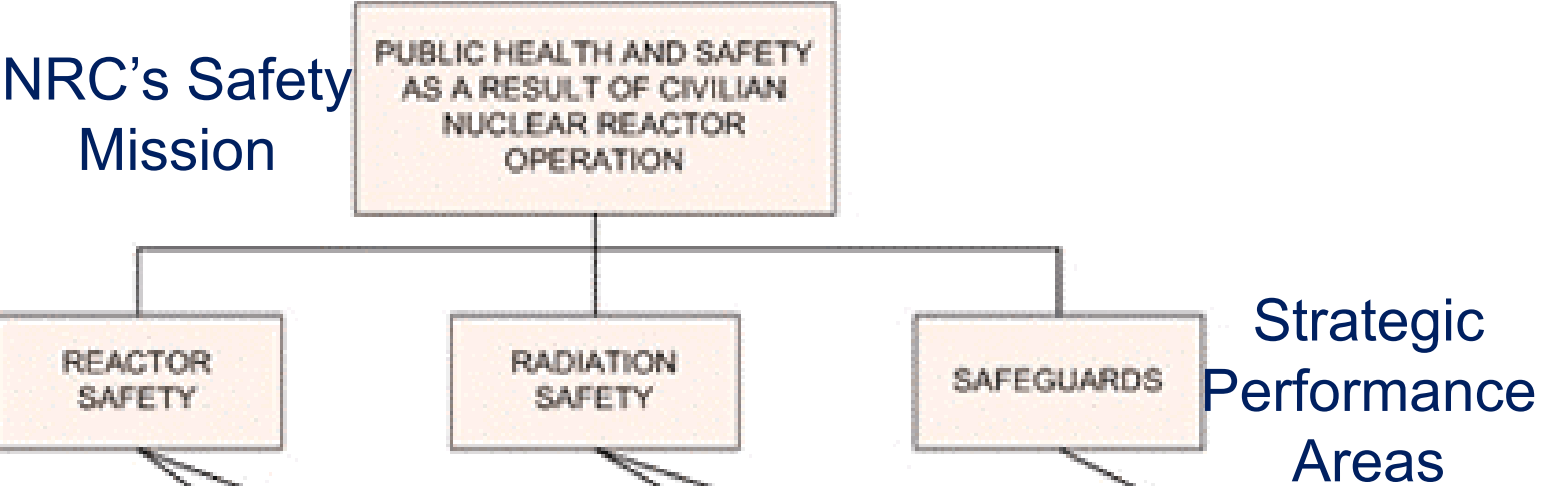 NRC's Safety
Mission
PUBLIC HEALTH AND SAFETY
AS A RESULT OF CIVILIAN
NUCLEAR REACTOR
OPERATION
REACTOR
SAFETY
RADIATION
SAFETY
SAFEGUARDS
Strategic
Performance
Areas